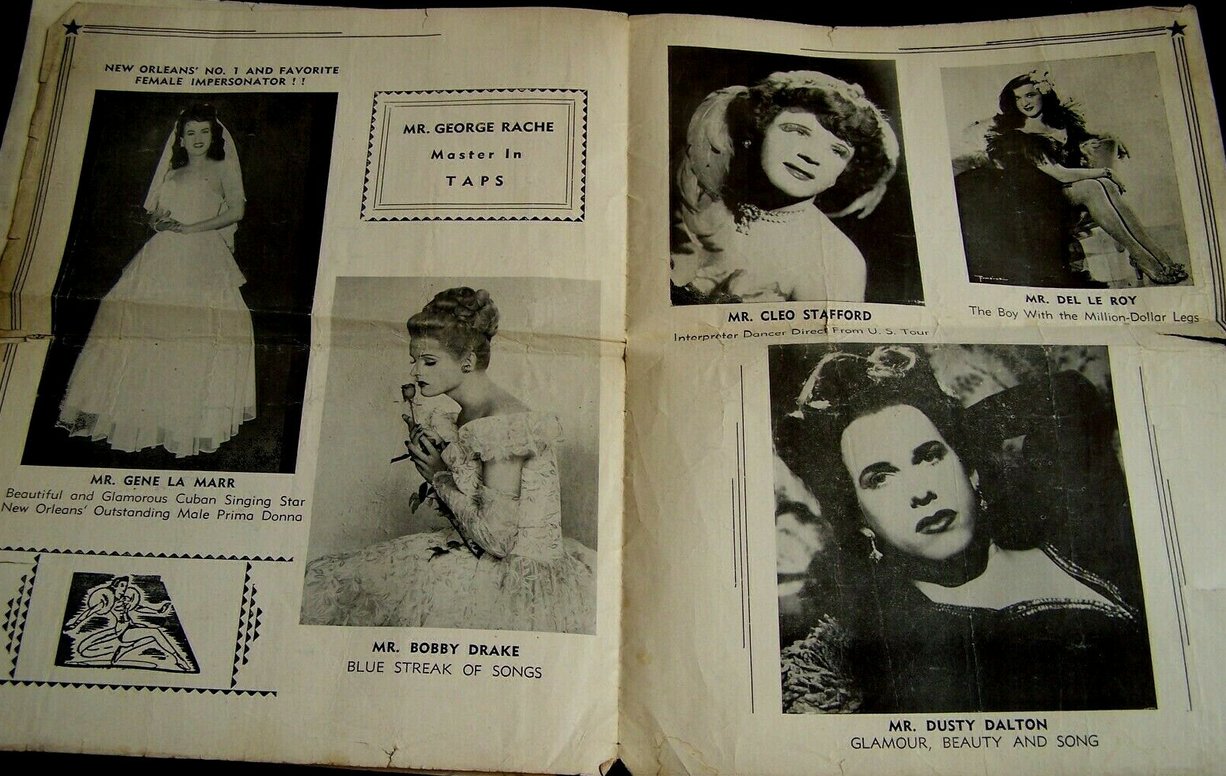 NEW ORLEANS' NO. 1 AND FAVORITE
FEMALE IMPERSONATOR ! !
MR. GENE LA MARR
Beautiful and Glamorous Cuban Singing Star
New Orleans' Outstanding Male Prima Donna
MR. GEORGE RACHE
Master In
TAPS
MR. BOBBY DRAKE
BLUE STREAK OF SONGS
MR. CLEO STAFFORD
Interpreter Dancer Direct From U. S. Tour
MR. DEL LE ROY
The Boy With the Million-Dollar Legs
MR. DUSTY DALTON
GLAMOUR, BEAUTY AND SONG